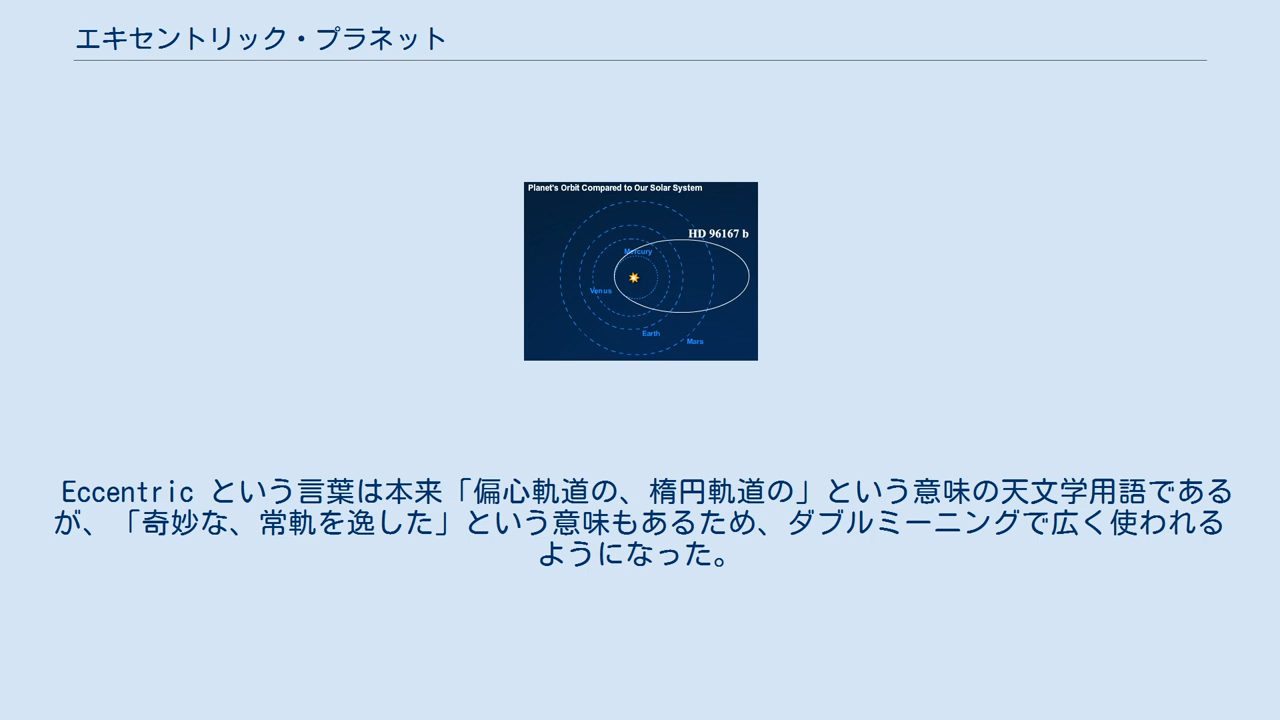 エキセントリック・プラネット
Planet's Orbit Compared to Our Solar System
HD 96167 b
Mercury
Venus
Earth
Mars
Eccentric という言葉は本来「偏心軌道の、楕円軌道の」という意味の天文学用語である
が、「奇妙な、常軌を逸した」という意味もあるため、ダブルミーニングで広く使われる
ようになった。